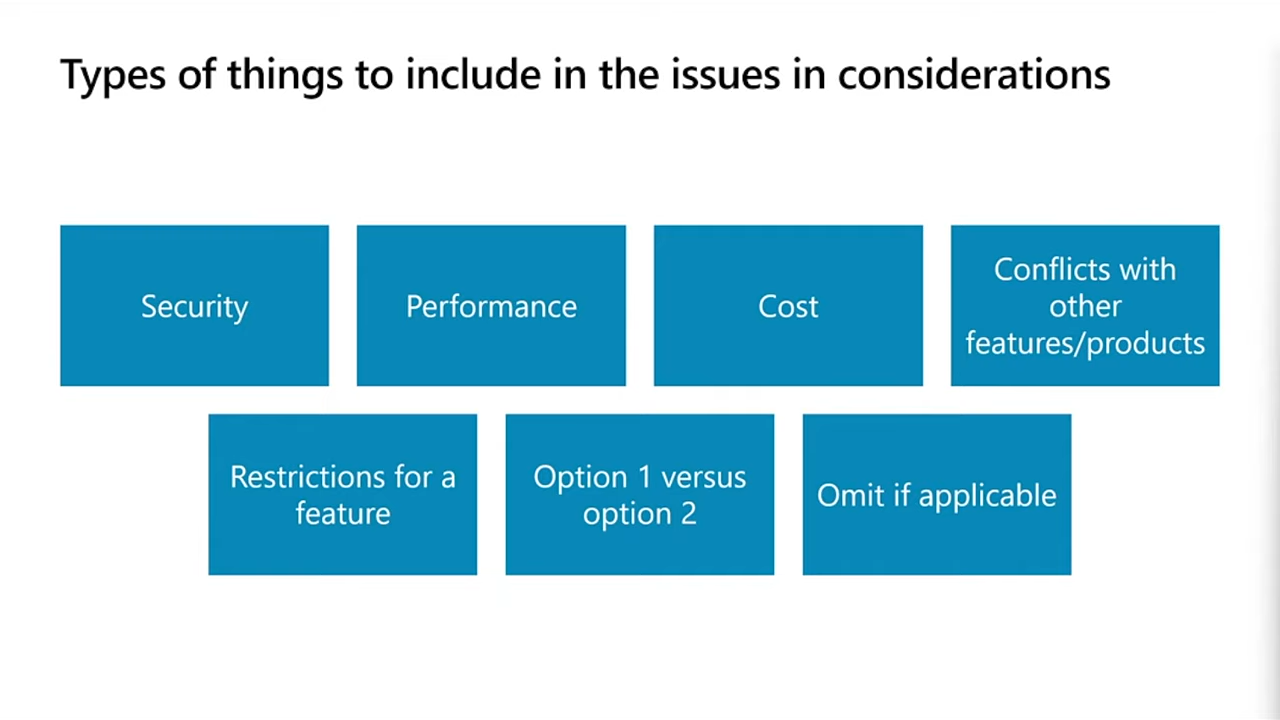 Types of things to include in the issues in considerations
Security
Performance
Cost
Conflicts with
other
features/products
Restrictions for a
feature
Option 1 versus
option 2
Omit if applicable